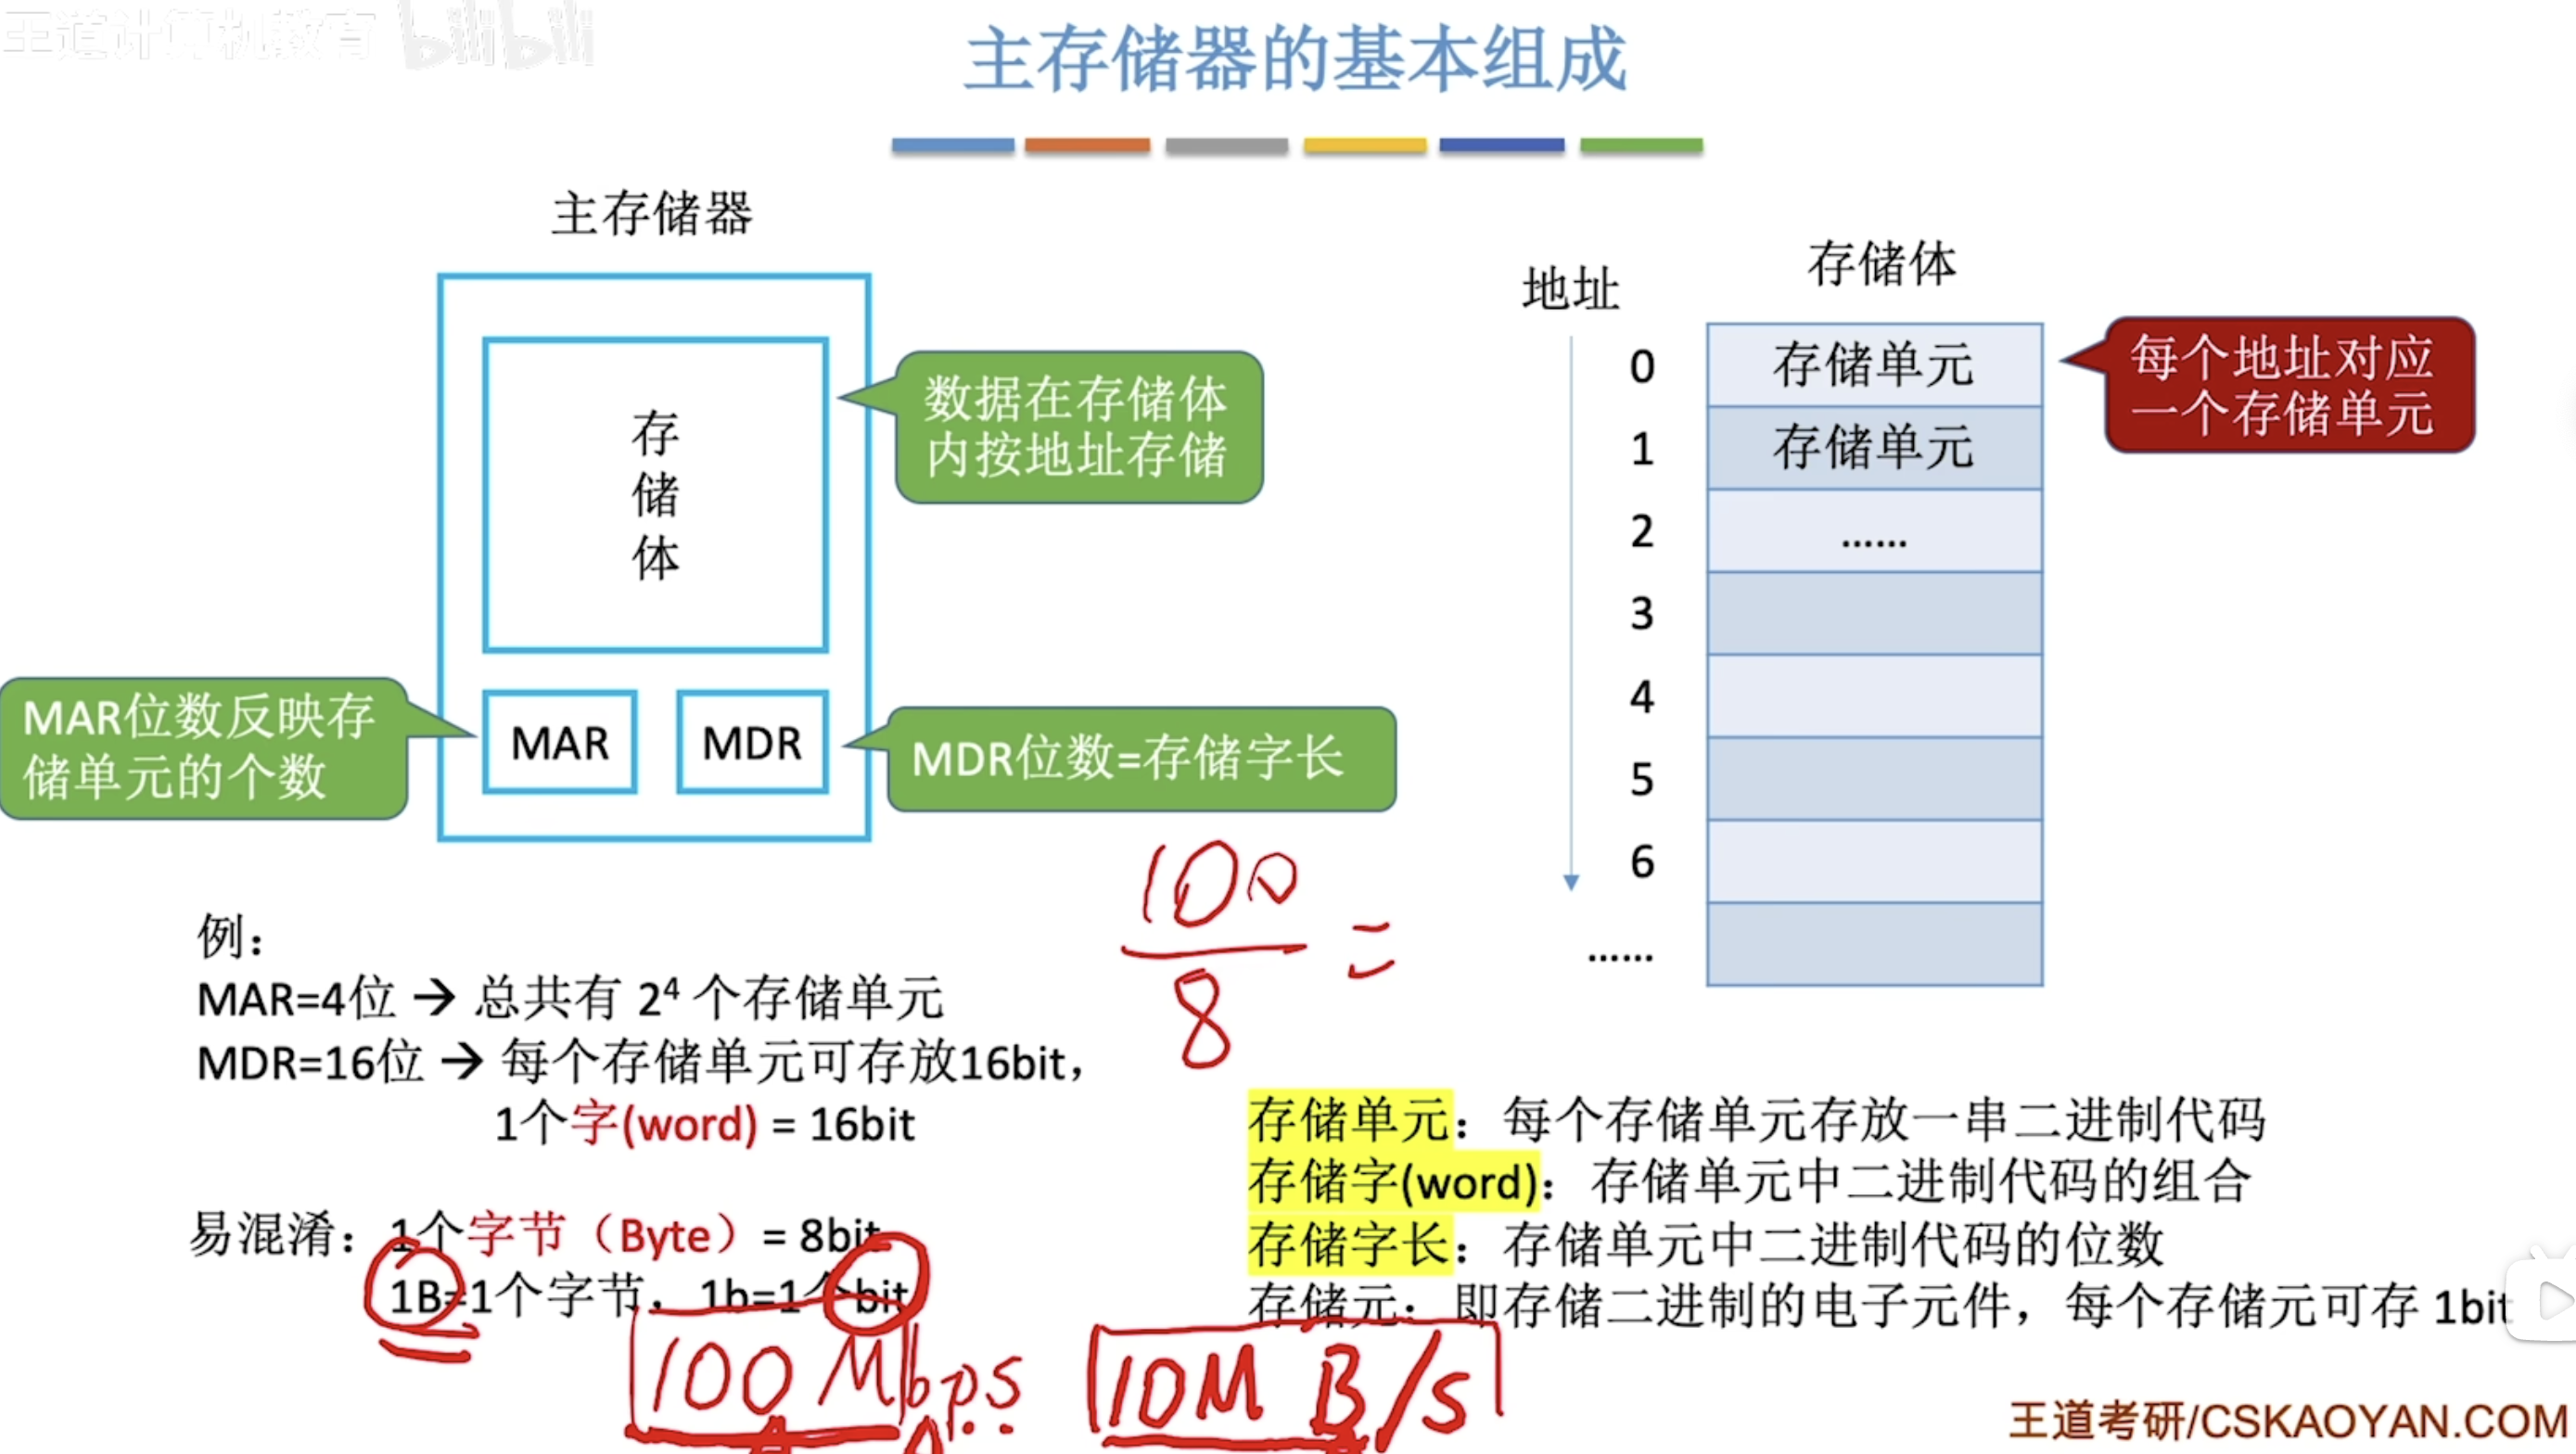 王道计算机教育 bilibili
主存储器的基本组成
主存储器
存储体
MAR
MDR
数据在存储体
内按地址存储
MAR位数反映存
储单元的个数
MDR位数=存储字长
地址
存储体
0 存储单元
1 存储单元
2 ……
3
4
5
6
……
每个地址对应
一个存储单元
100
8
=
例：
MAR=4位 → 总共有 2⁴ 个存储单元
MDR=16位 → 每个存储单元可存放16bit，
1个字(word) = 16bit
易混淆：1个字节（Byte）= 8bit
1B=1个字节，1b=1个bit
100 Mbps
10M B/s
存储单元：每个存储单元存放一串二进制代码
存储字(word)：存储单元中二进制代码的组合
存储字长：存储单元中二进制代码的位数
存储元：即存储二进制的电子元件，每个存储元可存 1bit
王道考研/CSKAOYAN.COM